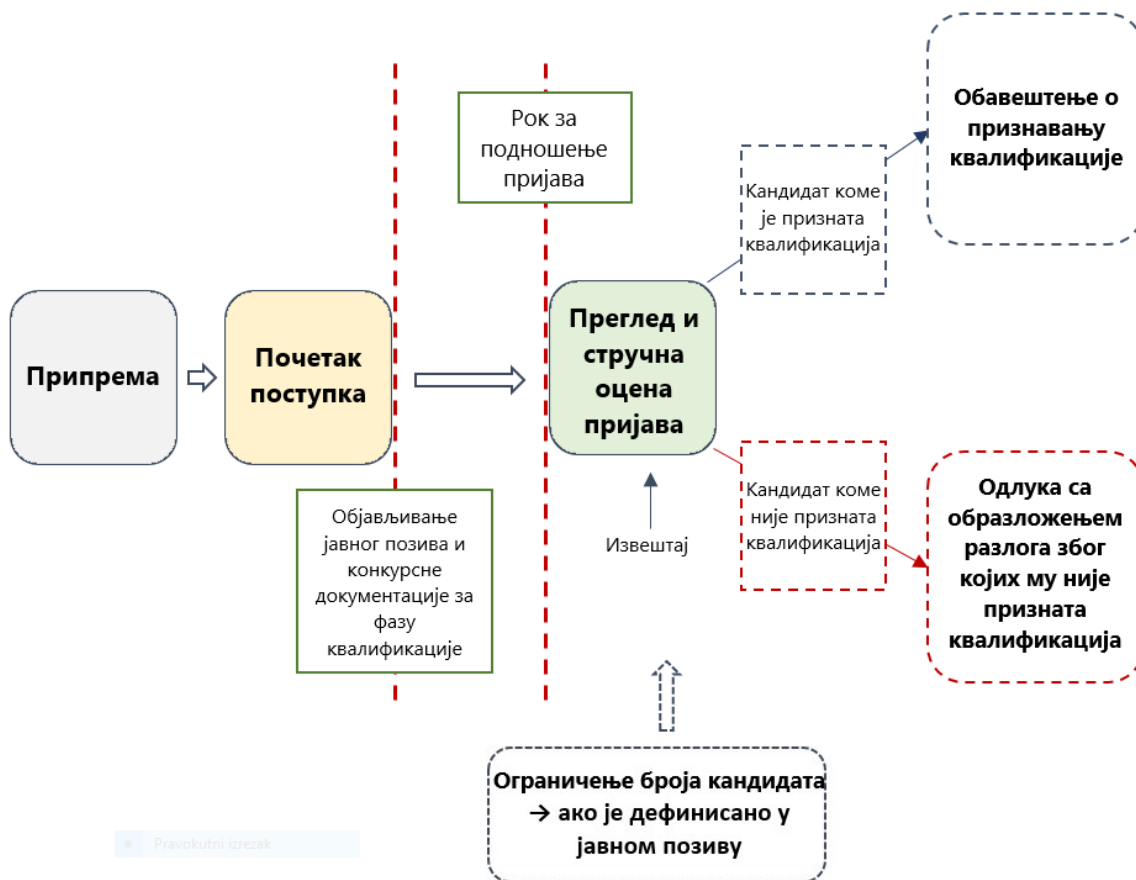 Припрема
Почетак
поступка
Објављивање
јавног позива и
конкурсне
документације за
фазу
квалификације
Рок за
подношење
пријава
Преглед и
стручна
оцена
пријава
Извештај
Ограничење броја кандидата
→ ако је дефинисано у
јавном позиву
Кандидат коме
је призната
квалификација
Обавештење о
признавању
квалификације
Кандидат коме
није призната
квалификација
Одлука са
образложењем
разлога због
којих му није
призната
квалификација
Pravokutni izrezak